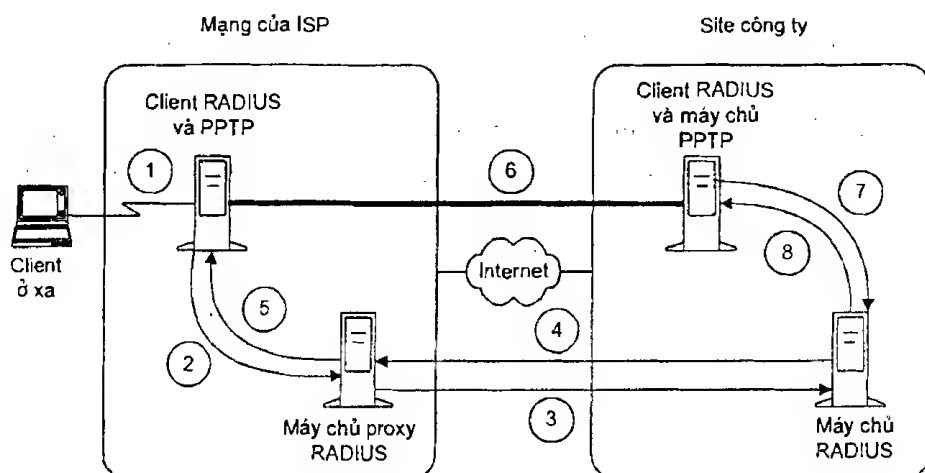 Mạng của ISP
Site công ty
Client RADIUS
và PPTP
Client RADIUS
và máy chủ
PPTP
1
6
7
8
Client
ở xa
Internet
5
4
2
3
Máy chủ proxy
RADIUS
Máy chủ
RADIUS